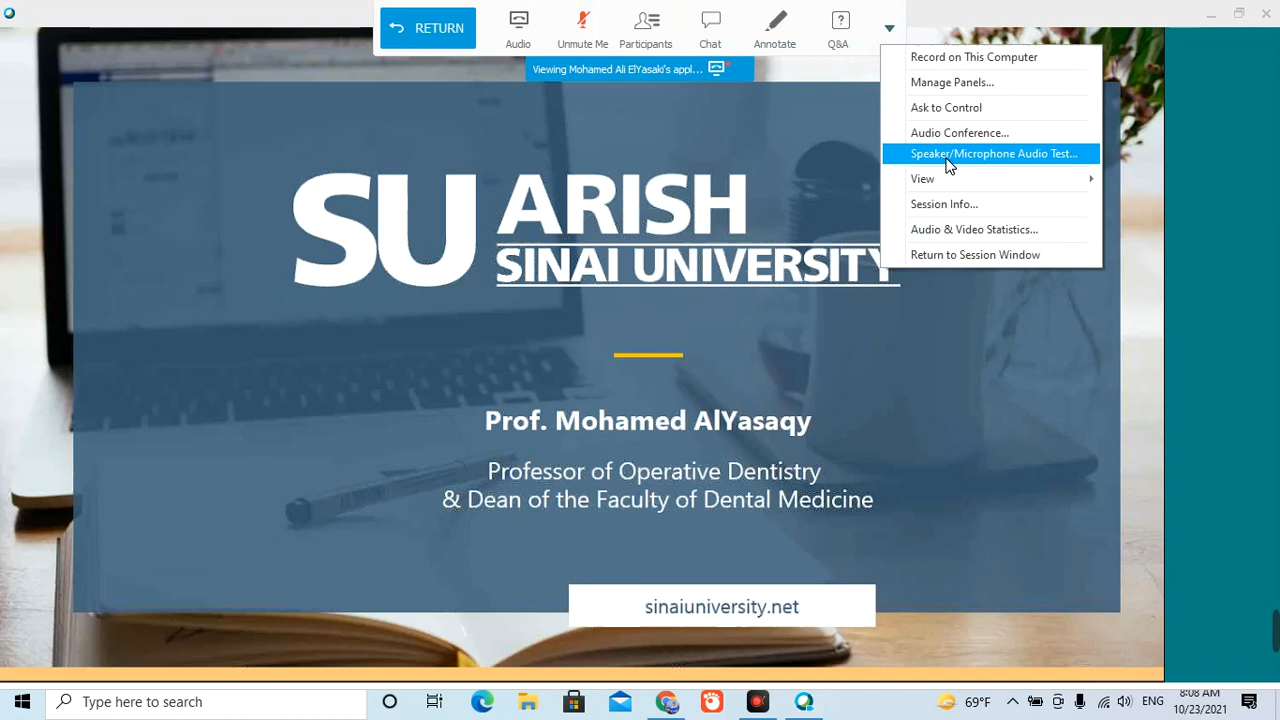 RETURN
Audio
Unmute Me
Participants
Chat
Annotate
Q&A
Viewing Mohamed Ali ElYasaki's appl...
Record on This Computer
Manage Panels...
Ask to Control
Audio Conference...
Speaker/Microphone Audio Test...
View
Session Info...
Audio & Video Statistics...
Return to Session Window
SU ARISH
SINAI UNIVERSITY
Prof. Mohamed AlYasaqy
Professor of Operative Dentistry
& Dean of the Faculty of Dental Medicine
sinaiuniversity.net
Type here to search
69°F
ENG
8:08 AM
10/23/2021